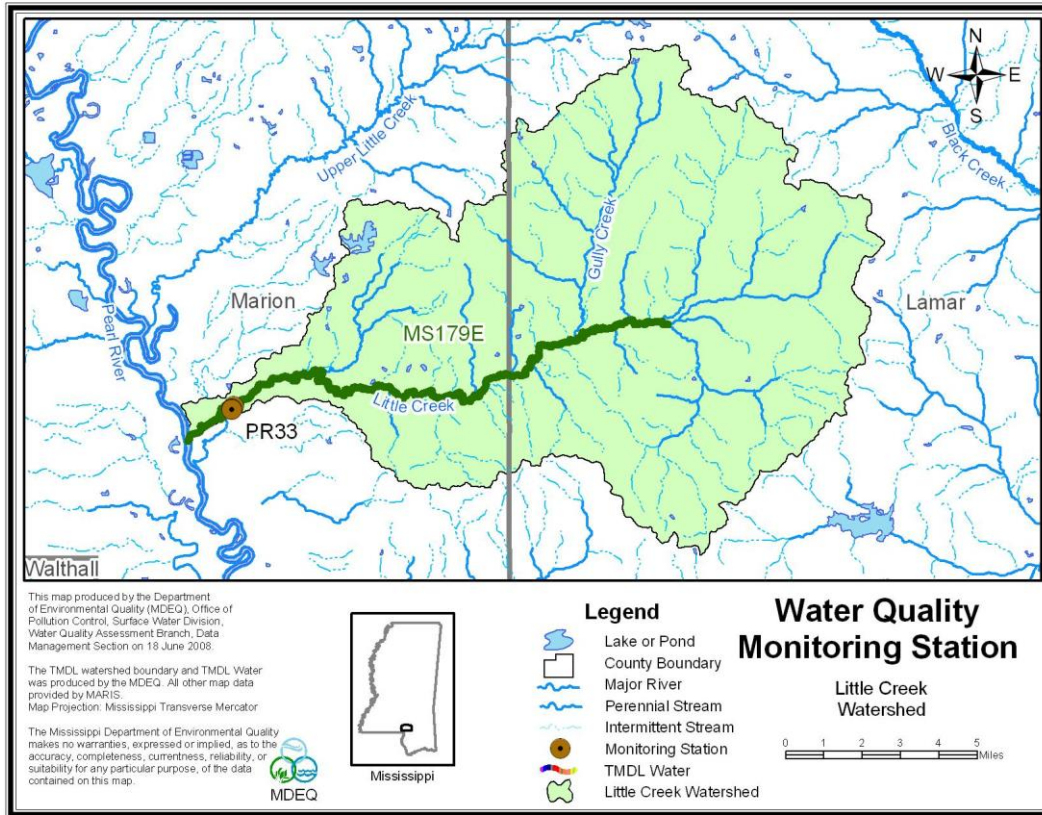 N
W E
S
Upper Little Creek
Black Creek
Gully Creek
Pearl River
Marion
Lamar
MS179E
Little Creek
PR33
Walthall
This map produced by the Department
of Environmental Quality (MDEQ), Office of
Pollution Control, Surface Water Division,
Water Quality Assessment Branch, Data
Management Section on 18 June 2008.
The TMDL watershed boundary and TMDL Water
was produced by the MDEQ. All other map data
provided by MARIS.
Map Projection: Mississippi Transverse Mercator
The Mississippi Department of Environmental Quality
makes no warranties, expressed or implied, as to the
accuracy, completeness, currentness, reliability, or
suitability for any particular purpose, of the data
contained on this map.
MDEQ
Mississippi
Legend
Lake or Pond
County Boundary
Major River
Perennial Stream
Intermittent Stream
Monitoring Station
TMDL Water
Little Creek Watershed
Water Quality
Monitoring Station
Little Creek
Watershed
0 1 2 3 4 5
Miles